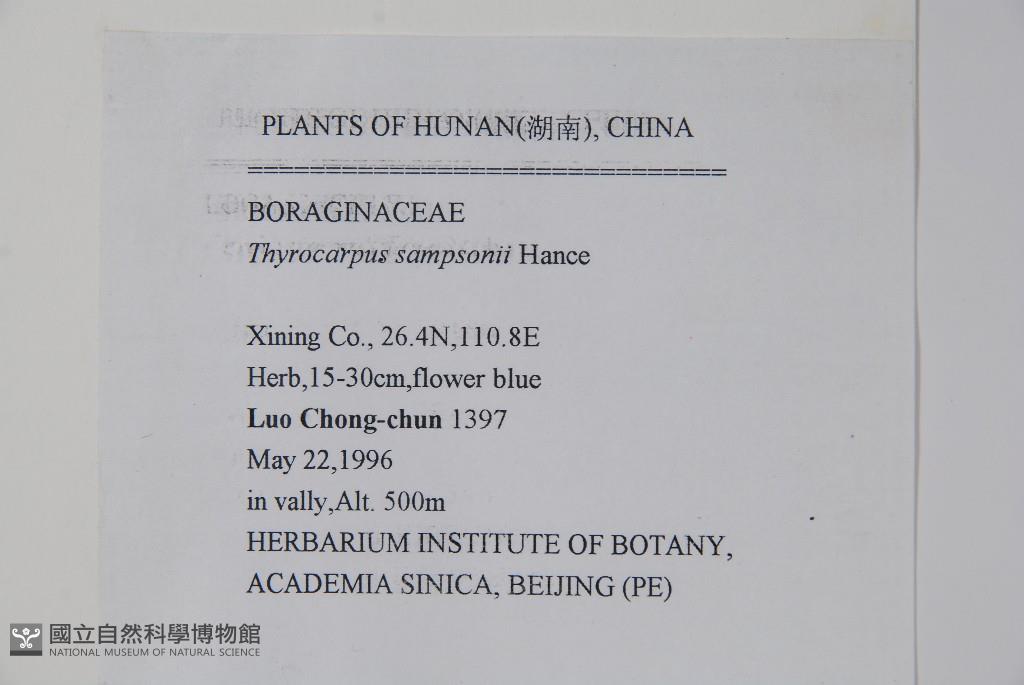 PLANTS OF HUNAN(湖南), CHINA
==============================
BORAGINACEAE
Thyrocarpus sampsonii Hance
Xining Co., 26.4N,110.8E
Herb,15-30cm,flower blue
Luo Chong-chun 1397
May 22,1996
in vally,Alt. 500m
HERBARIUM INSTITUTE OF BOTANY,
ACADEMIA SINICA, BEIJING (PE)
國立自然科學博物館
NATIONAL MUSEUM OF NATURAL SCIENCE